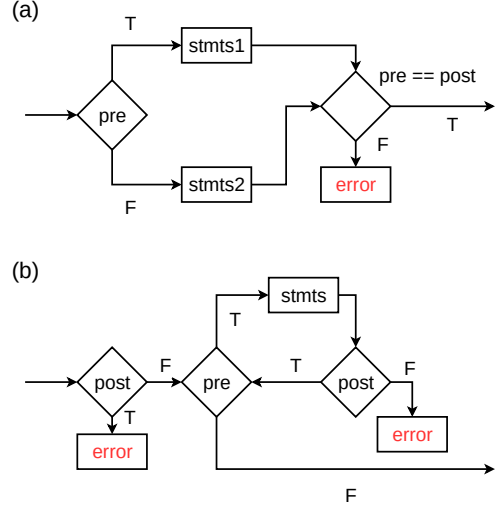 (a)
T
stmts1
pre == post
pre
T
F
stmts2
F
error
(b)
stmts
T
post
F
pre
T
post
F
T
error
error
F